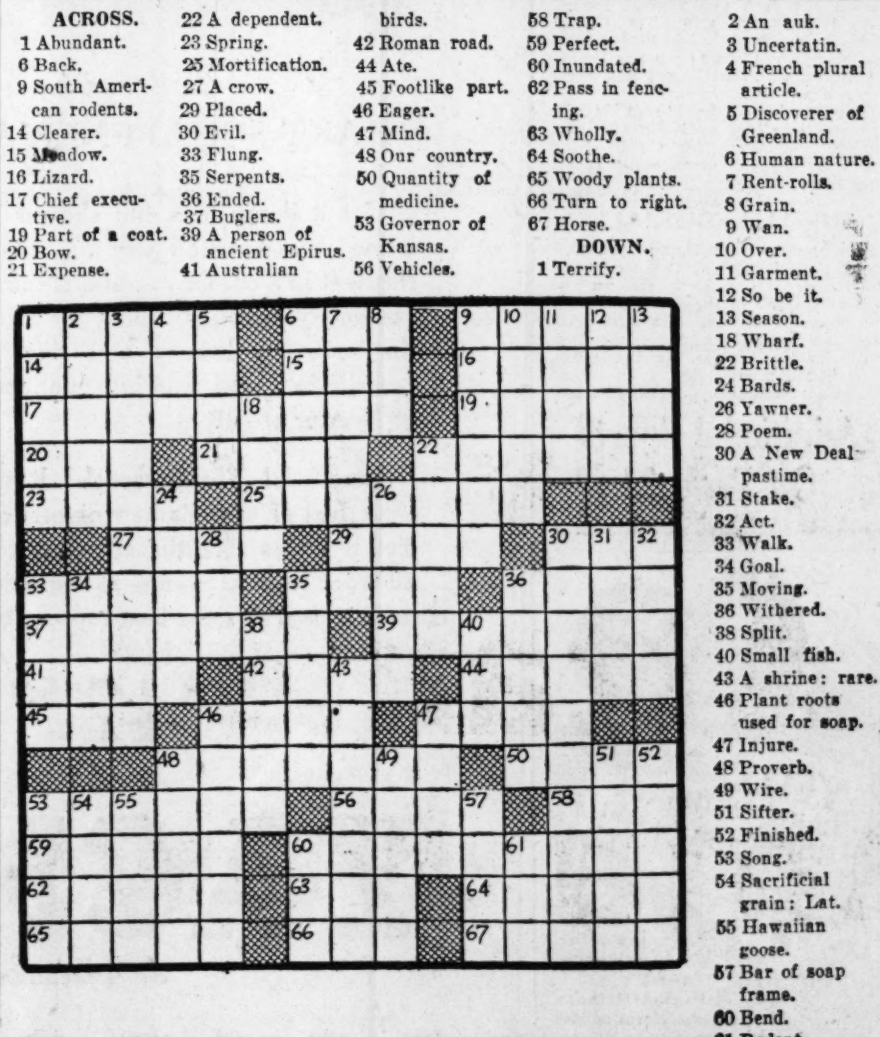 ACROSS.
1 Abundant.
6 Back.
9 South Ameri-
can rodents.
14 Clearer.
15 Meadow.
16 Lizard.
17 Chief execu-
tive.
19 Part of a coat.
20 Bow.
21 Expense.
22 A dependent.
23 Spring.
25 Mortification.
27 A crow.
29 Placed.
30 Evil.
33 Flung.
35 Serpents.
36 Ended.
37 Buglers.
39 A person of
ancient Epirus.
41 Australian
birds.
42 Roman road.
44 Ate.
45 Footlike part.
46 Eager.
47 Mind.
48 Our country.
50 Quantity of
medicine.
53 Governor of
Kansas.
56 Vehicles.
58 Trap.
59 Perfect.
60 Inundated.
62 Pass in fenc-
ing.
63 Wholly.
64 Soothe.
65 Woody plants.
66 Turn to right.
67 Horse.
DOWN.
1 Terrify.
2 An auk.
3 Uncertatin.
4 French plural
article.
5 Discoverer of
Greenland.
6 Human nature.
7 Rent-rolls.
8 Grain.
9 Wan.
10 Over.
11 Garment.
12 So be it.
13 Season.
18 Wharf.
22 Brittle.
24 Bards.
26 Yawner.
28 Poem.
30 A New Deal
pastime.
31 Stake.
32 Act.
33 Walk.
34 Goal.
35 Moving.
36 Withered.
38 Split.
40 Small fish.
43 A shrine: rare.
46 Plant roots
used for soap.
47 Injure.
48 Proverb.
49 Wire.
51 Sifter.
52 Finished.
53 Song.
54 Sacrificial
grain: Lat.
55 Hawaiian
goose.
57 Bar of soap
frame.
60 Bend.
1 2 3 4 5 6 7 8 9 10 11 12 13
14 15 16
17 18 19
20 21 22
23 24 25 26
27 28 29 30 31 32
33 34 35 36
37 38 39 40
41 42 43 44
45 46 47
48 49 50 51 52
53 54 55 56 57 58
59 60 61
62 63 64
65 66 67